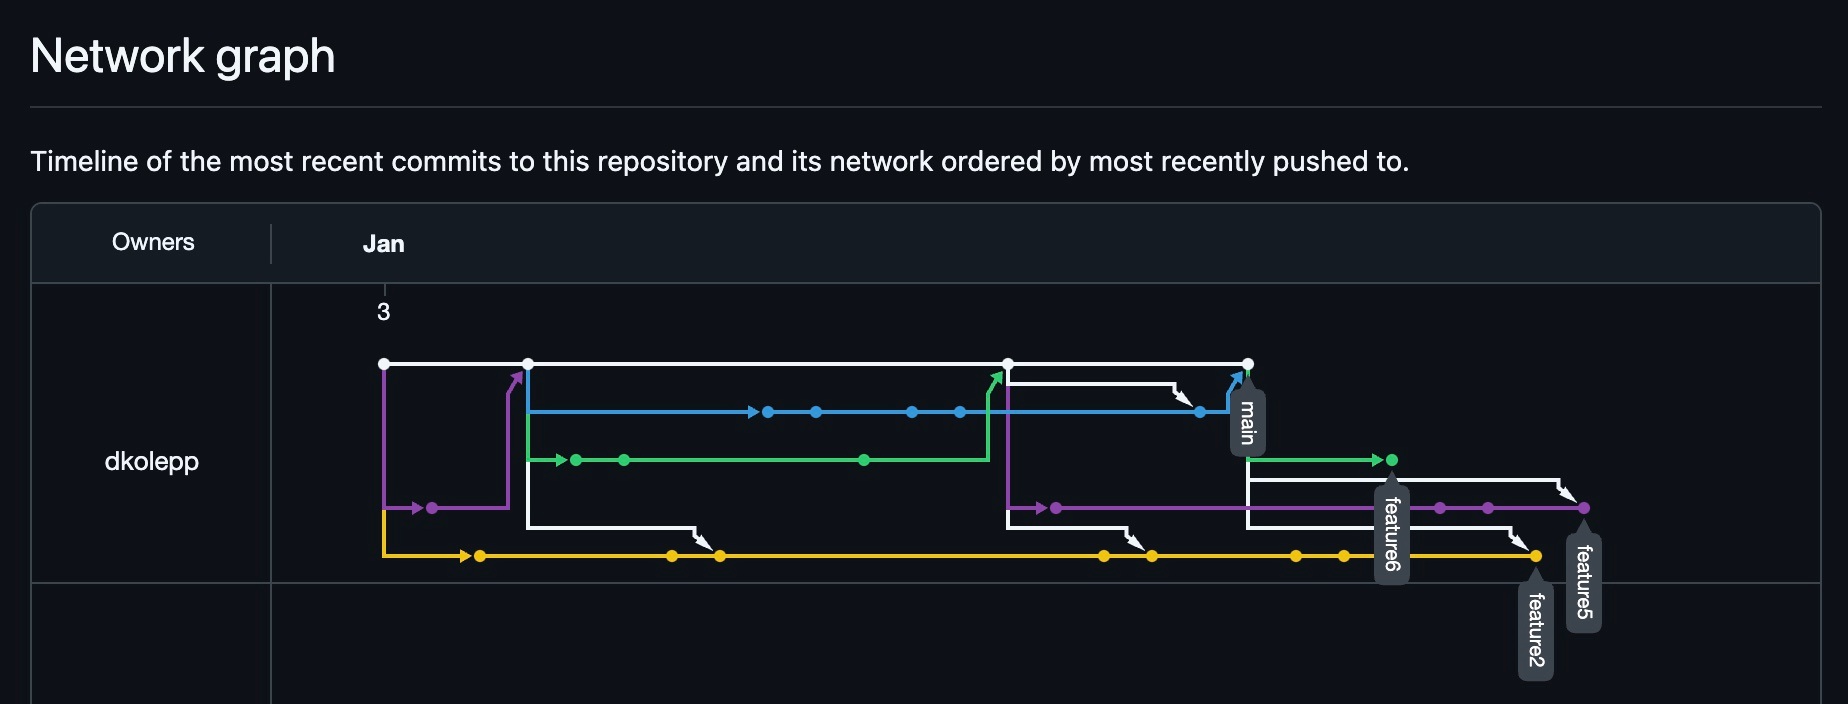 Network graph
Timeline of the most recent commits to this repository and its network ordered by most recently pushed to.
Owners
Jan
3
dkolepp
main
feature6
feature5
feature2